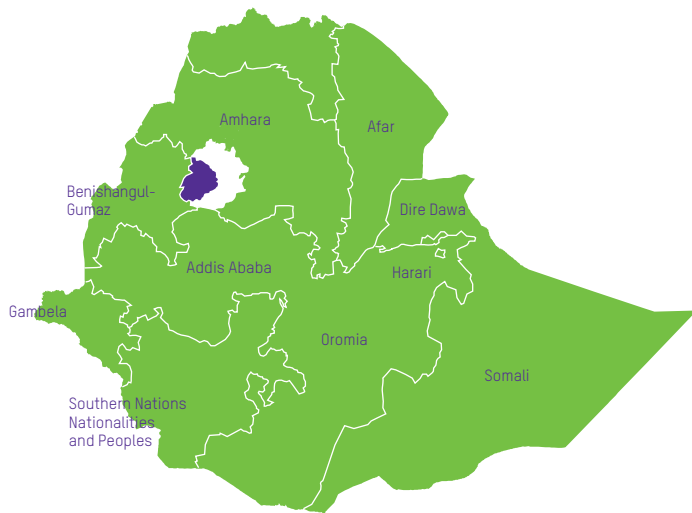 Amhara
Afar
Benishangul-
Gumaz
Dire Dawa
Addis Ababa
Harari
Gambela
Oromia
Somali
Southern Nations
Nationalities
and Peoples